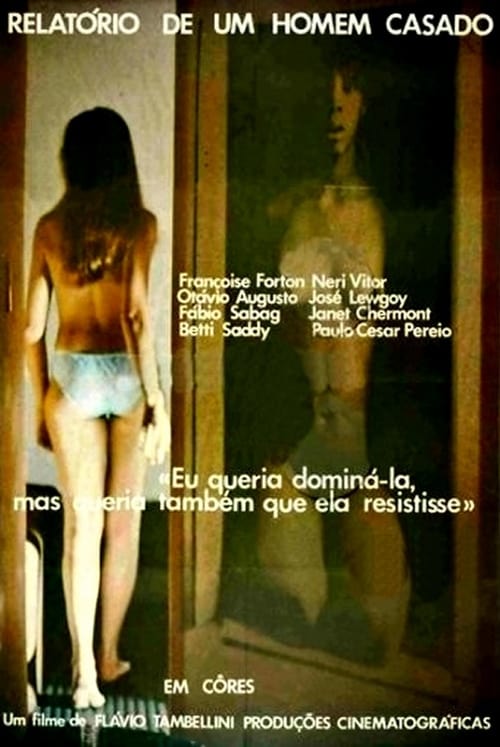 RELATÓRIO DE UM HOMEM CASADO
Françoise Forton Neri Vitor
Otávio Augusto José Lewgoy
Fábio Sabag Janet Chermont
Betti Saddy Paulo Cesar Pereio
«Eu queria dominá-la,
mas queria também que ela resistisse»
EM CÔRES
Um filme de FLÁVIO TAMBELLINI PRODUÇÕES CINEMATOGRÁFICAS